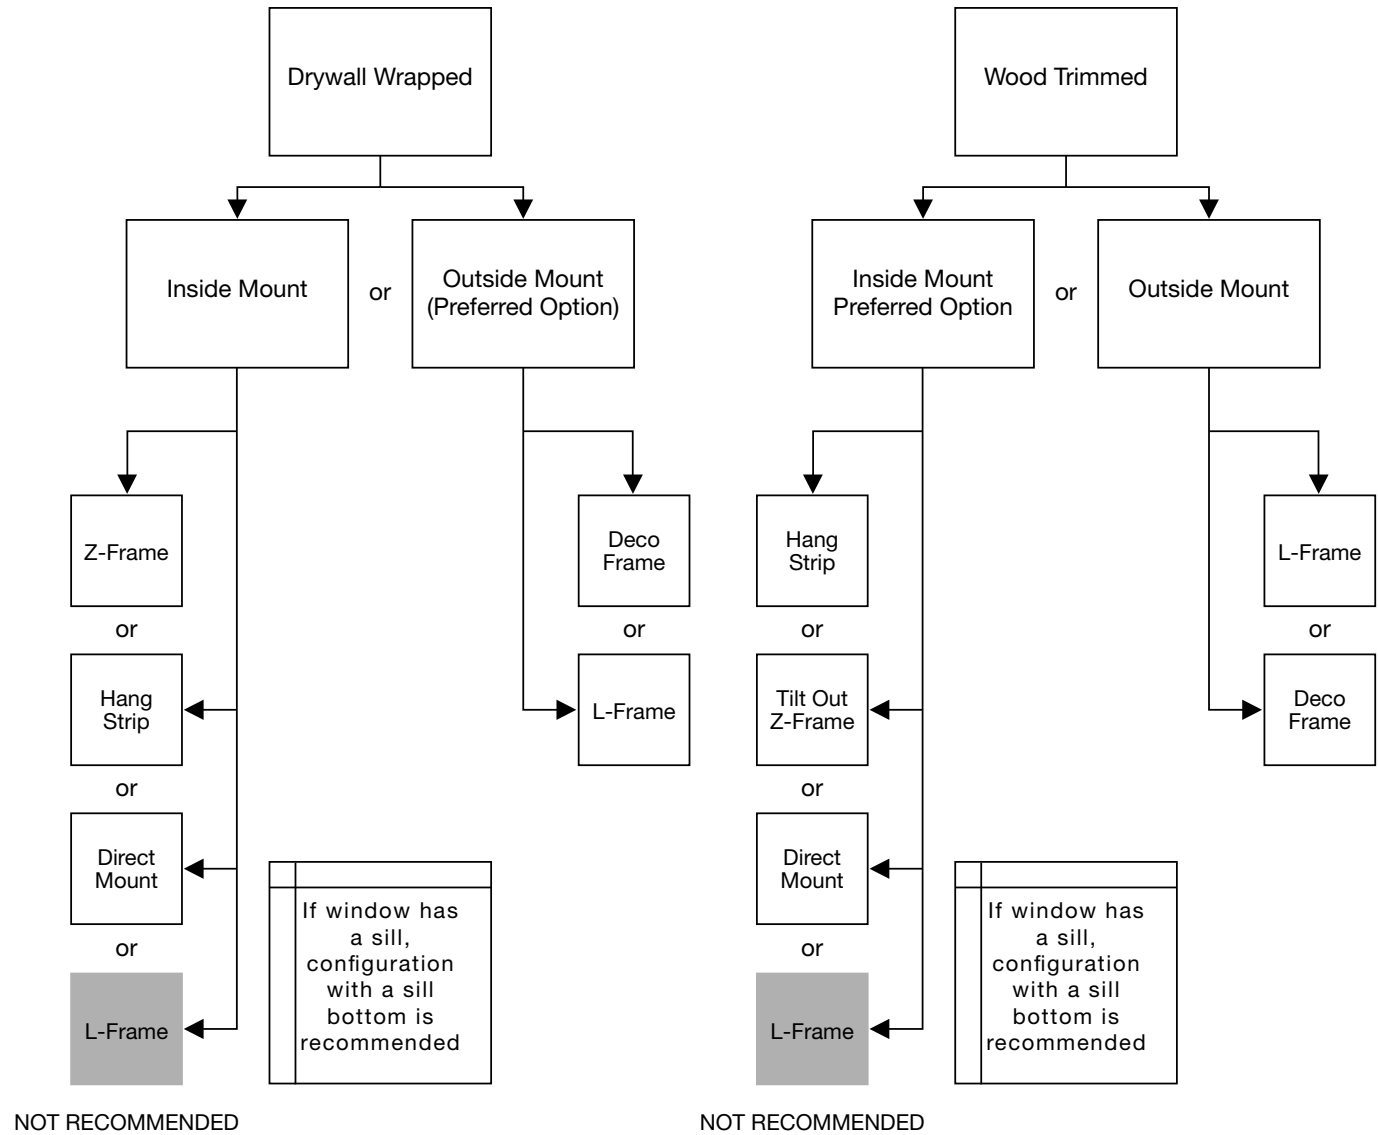 Drywall Wrapped
Inside Mount
or
Outside Mount
(Preferred Option)
Z-Frame
or
Hang
Strip
or
Direct
Mount
or
L-Frame
NOT RECOMMENDED
Deco
Frame
or
L-Frame
If window has
a sill,
configuration
with a sill
bottom is
recommended
Wood Trimmed
Inside Mount
Preferred Option
or
Outside Mount
Hang
Strip
or
Tilt Out
Z-Frame
or
Direct
Mount
or
L-Frame
NOT RECOMMENDED
L-Frame
or
Deco
Frame
If window has
a sill,
configuration
with a sill
bottom is
recommended